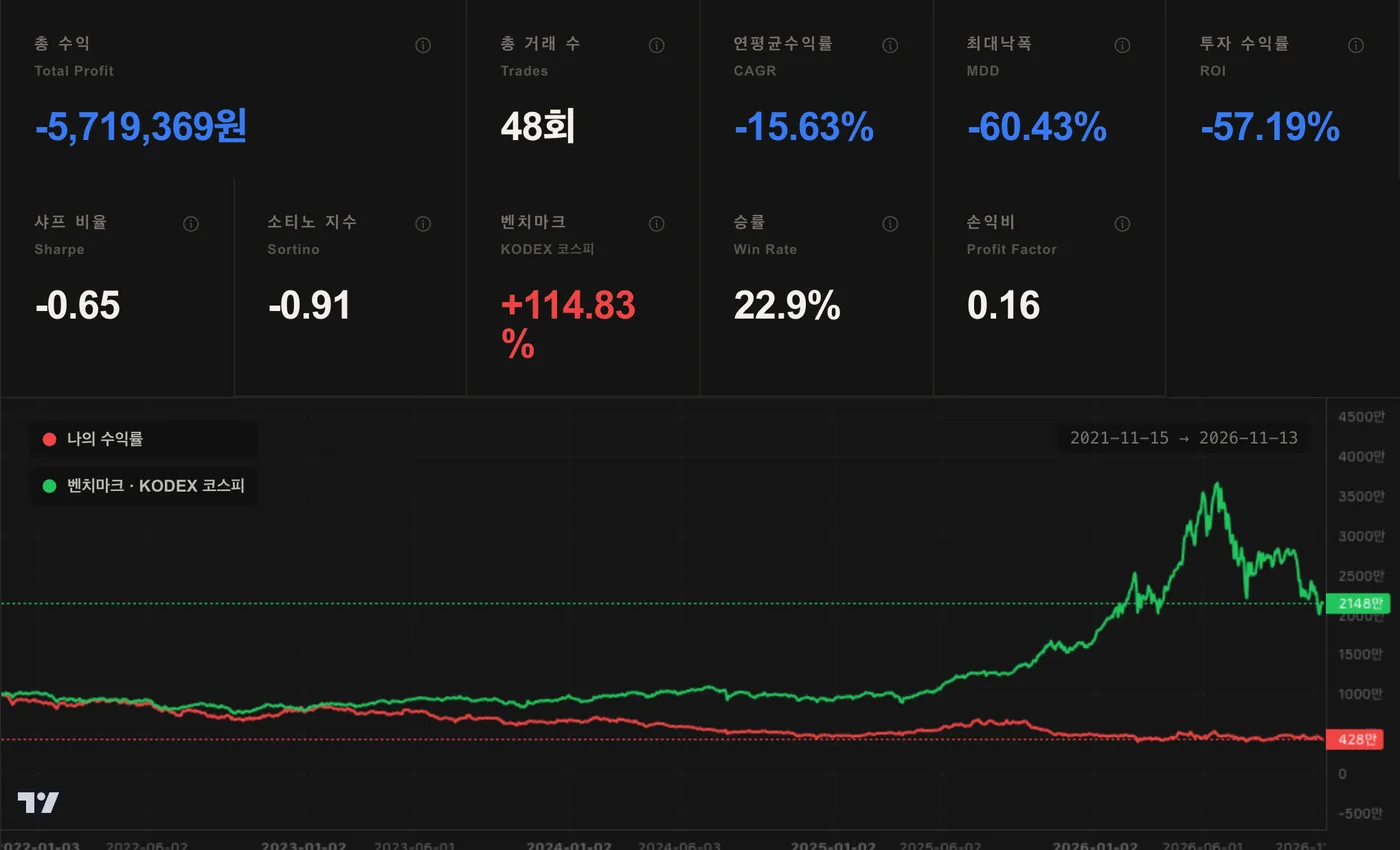 총 수익
Total Profit
-5,719,369원
총 거래 수
Trades
48회
연평균수익률
CAGR
-15.63%
최대낙폭
MDD
-60.43%
투자 수익률
ROI
-57.19%
샤프 비율
Sharpe
-0.65
소티노 지수
Sortino
-0.91
벤치마크
KODEX 코스피
+114.83
%
승률
Win Rate
22.9%
손익비
Profit Factor
0.16
나의 수익률
벤치마크 · KODEX 코스피
2021-11-15 → 2026-11-13
4500만
4000만
3500만
3000만
2500만
2148만
2000만
1500만
1000만
428만
0
-500만
022-01-03 2022-06-02 2023-01-02 2023-06-01 2024-01-02 2024-06-03 2025-01-02 2025-06-02 2026-01-02 2026-06-01 2026-1